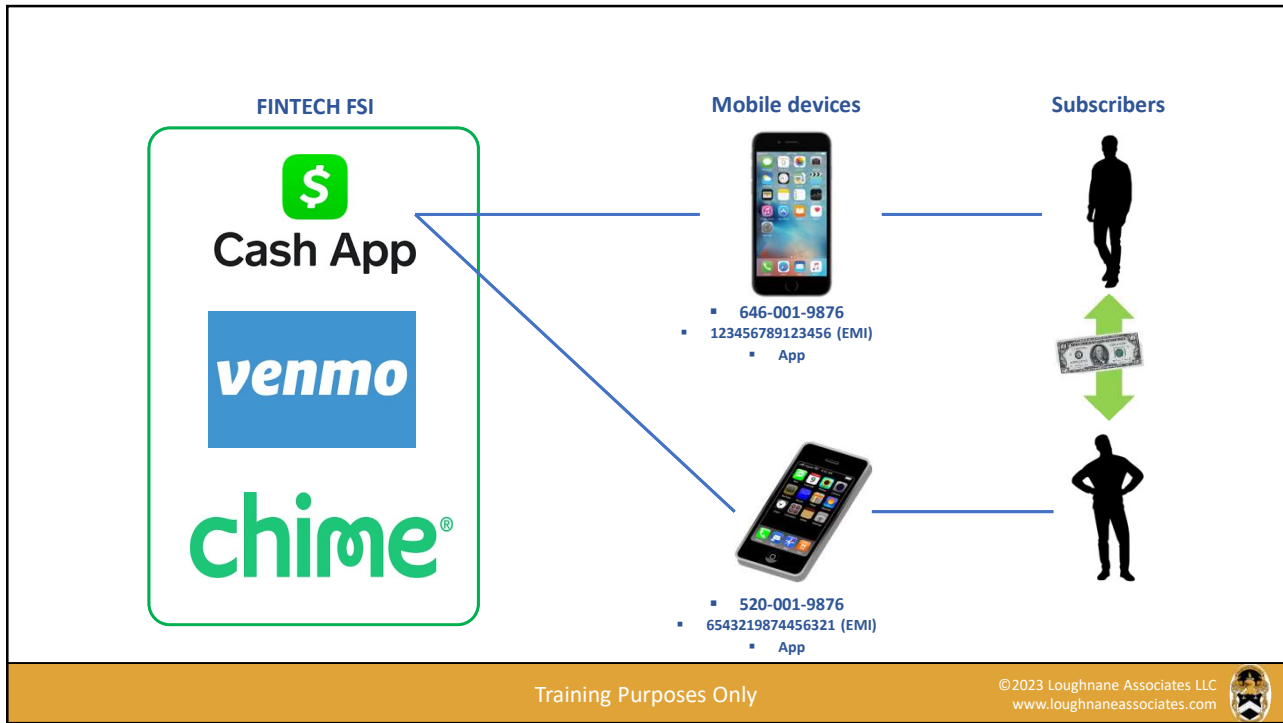 FINTECH FSI
$
Cash App
venmo
chime®
Mobile devices
▪ 646-001-9876
▪ 123456789123456 (EMI)
▪ App
▪ 520-001-9876
▪ 6543219874456321 (EMI)
▪ App
Subscribers
Training Purposes Only
©2023 Loughnane Associates LLC
www.loughnaneassociates.com